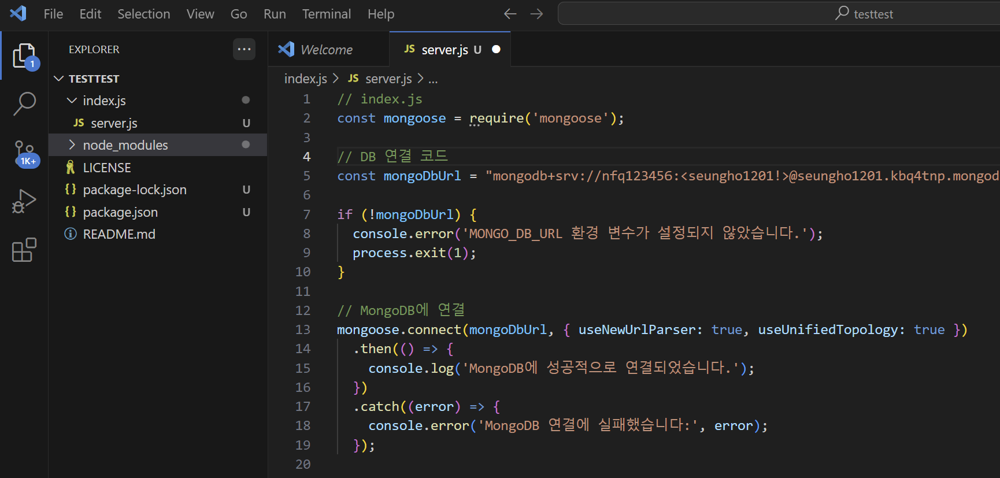 File Edit Selection View Go Run Terminal Help
testtest
EXPLORER
1
TESTTEST
index.js
JS server.js U
node_modules
1K+
LICENSE
{} package-lock.json U
{} package.json U
README.md
Welcome
JS server.js U
index.js > JS server.js > ...
1 // index.js
2 const mongoose = require('mongoose');
3
4 // DB 연결 코드
5 const mongoDbUrl = "mongodb+srv://nfq123456:<seungho1201!>@seungho1201.kbq4tnp.mongod
6
7 if (!mongoDbUrl) {
8 console.error('MONGO_DB_URL 환경 변수가 설정되지 않았습니다.');
9 process.exit(1);
10 }
11
12 // MongoDB에 연결
13 mongoose.connect(mongoDbUrl, { useNewUrlParser: true, useUnifiedTopology: true })
14 .then(() => {
15 console.log('MongoDB에 성공적으로 연결되었습니다.');
16 })
17 .catch((error) => {
18 console.error('MongoDB 연결에 실패했습니다:', error);
19 });
20